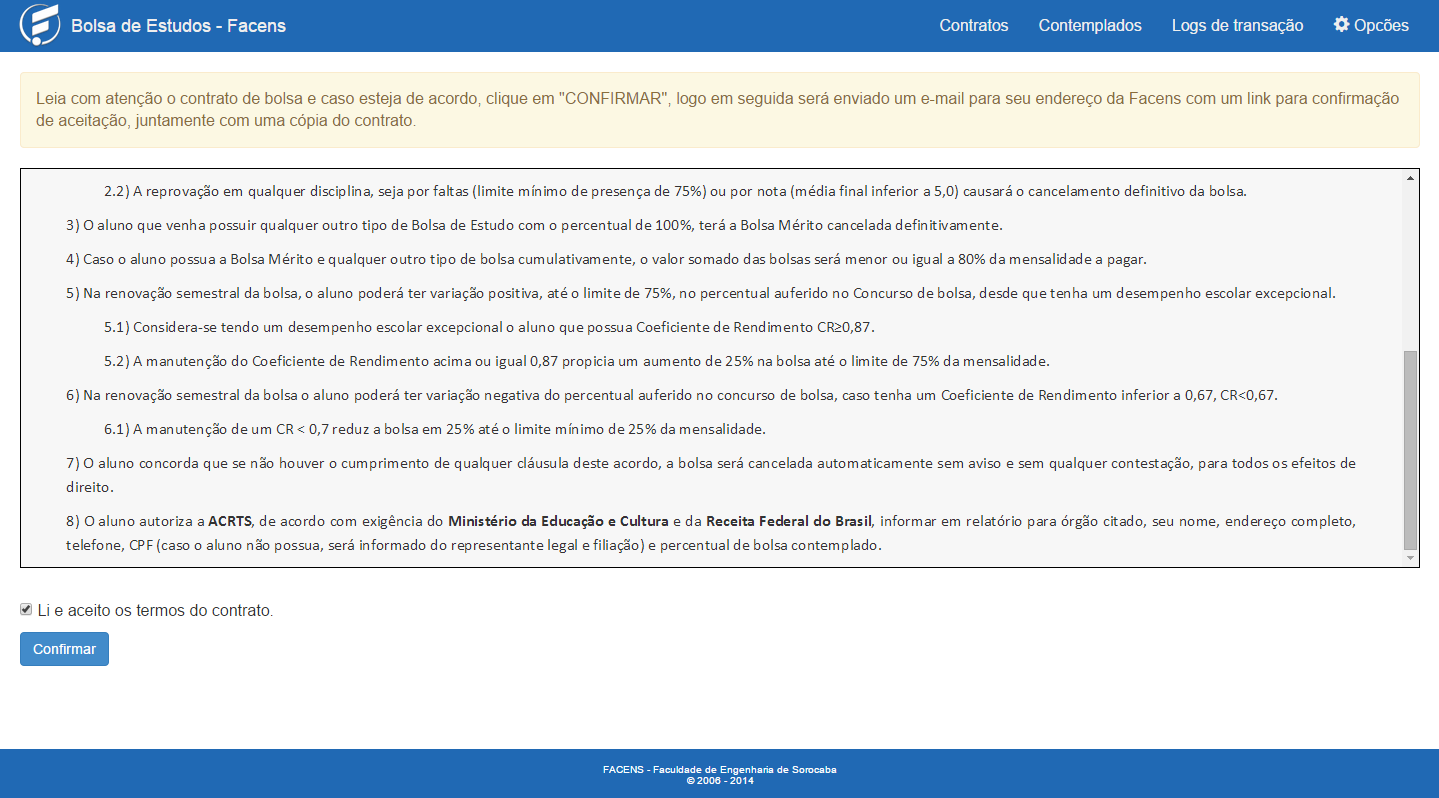 Bolsa de Estudos - Facens
Contratos
Contemplados
Logs de transação
Opcões
Leia com atenção o contrato de bolsa e caso esteja de acordo, clique em "CONFIRMAR", logo em seguida será enviado um e-mail para seu endereço da Facens com um link para confirmação
de aceitação, juntamente com uma cópia do contrato.
2.2) A reprovação em qualquer disciplina, seja por faltas (limite mínimo de presença de 75%) ou por nota (média final inferior a 5,0) causará o cancelamento definitivo da bolsa.
3) O aluno que venha possuir qualquer outro tipo de Bolsa de Estudo com o percentual de 100%, terá a Bolsa Mérito cancelada definitivamente.
4) Caso o aluno possua a Bolsa Mérito e qualquer outro tipo de bolsa cumulativamente, o valor somado das bolsas será menor ou igual a 80% da mensalidade a pagar.
5) Na renovação semestral da bolsa, o aluno poderá ter variação positiva, até o limite de 75%, no percentual auferido no Concurso de bolsa, desde que tenha um desempenho escolar excepcional.
5.1) Considera-se tendo um desempenho escolar excepcional o aluno que possua Coeficiente de Rendimento CR≥0,87.
5.2) A manutenção do Coeficiente de Rendimento acima ou igual 0,87 propicia um aumento de 25% na bolsa até o limite de 75% da mensalidade.
6) Na renovação semestral da bolsa o aluno poderá ter variação negativa do percentual auferido no concurso de bolsa, caso tenha um Coeficiente de Rendimento inferior a 0,67, CR<0,67.
6.1) A manutenção de um CR < 0,7 reduz a bolsa em 25% até o limite mínimo de 25% da mensalidade.
7) O aluno concorda que se não houver o cumprimento de qualquer cláusula deste acordo, a bolsa será cancelada automaticamente sem aviso e sem qualquer contestação, para todos os efeitos de
direito.
8) O aluno autoriza a ACRTS, de acordo com exigência do Ministério da Educação e Cultura e da Receita Federal do Brasil, informar em relatório para órgão citado, seu nome, endereço completo,
telefone, CPF (caso o aluno não possua, será informado do representante legal e filiação) e percentual de bolsa contemplado.
Li e aceito os termos do contrato.
Confirmar
FACENS - Faculdade de Engenharia de Sorocaba
© 2006 - 2014